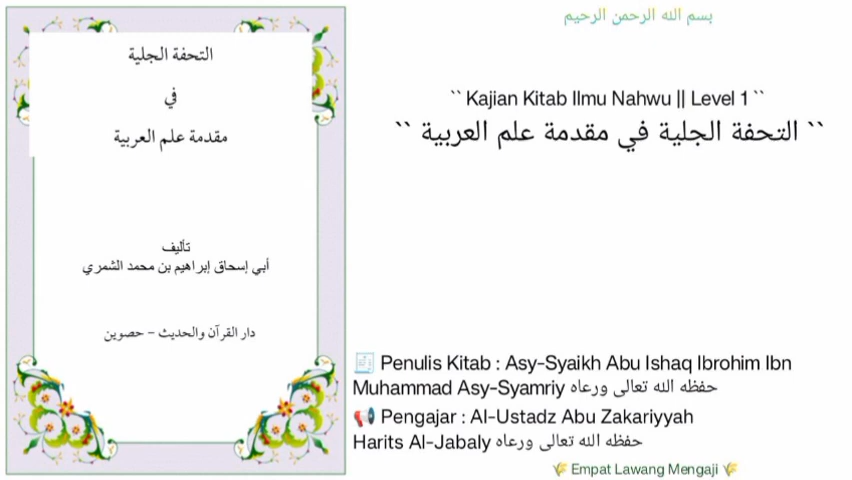 التحفة الجلية
في
مقدمة علم العربية
تأليف
أبي إسحاق إبراهيم بن محمد الشمري
دار القرآن والحديث – حصوين
بسم الله الرحمن الرحيم
`` Kajian Kitab Ilmu Nahwu || Level 1 ``
`` التحفة الجلية في مقدمة علم العربية ``
🧾 Penulis Kitab : Asy-Syaikh Abu Ishaq Ibrohim Ibn
Muhammad Asy-Syamriy حفظه الله تعالى ورعاه
📢 Pengajar : Al-Ustadz Abu Zakariyyah
Harits Al-Jabaly حفظه الله تعالى ورعاه
🌾 Empat Lawang Mengaji 🌾